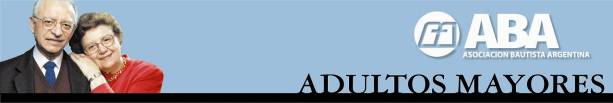 ABA
ASOCIACION BAUTISTA ARGENTINA
ADULTOS MAYORES